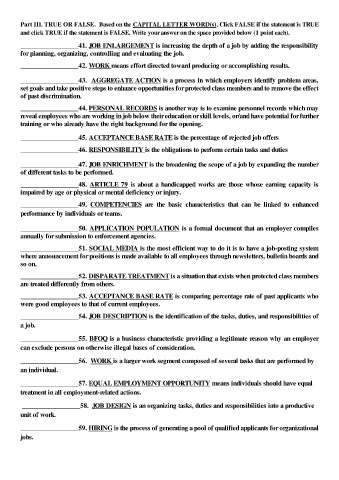 Part III. TRUE OR FALSE. Based on the CAPITAL LETTER WORD(s). Click FALSE if the statement is TRUE
and click TRUE if the statement is FALSE. Write your answer on the space provided below (1 point each).
____________________41. JOB ENLARGEMENT is increasing the depth of a job by adding the responsibility
for planning, organizing, controlling and evaluating the job.
____________________42. WORK means effort directed toward producing or accomplishing results.
____________________43. AGGREGATE ACTION is a process in which employers identify problem areas,
set goals and take positive steps to enhance opportunities for protected class members and to remove the effect
of past discrimination.
____________________44. PERSONAL RECORDS is another way is to examine personnel records which may
reveal employees who are working in job below their education or skill levels, or/and have potential for further
training or who already have the right background for the opening.
____________________45. ACCEPTANCE BASE RATE is the percentage of rejected job offers
____________________46. RESPONSIBILITY is the obligations to perform certain tasks and duties
____________________47. JOB ENRICHMENT is the broadening the scope of a job by expanding the number
of different tasks to be performed.
____________________48. ARTICLE 79 is about a handicapped works are those whose earning capacity is
impaired by age or physical or mental deficiency or injury.
____________________49. COMPETENCIES are the basic characteristics that can be linked to enhanced
performance by individuals or teams.
____________________50. APPLICATION POPULATION is a formal document that an employer compiles
annually for submission to enforcement agencies.
____________________51. SOCIAL MEDIA is the most efficient way to do it is to have a job-posting system
where announcement for positions is made available to all employees through newsletters, bulletin boards and
so on.
____________________52. DISPARATE TREATMENT is a situation that exists when protected class members
are treated differently from others.
____________________53. ACCEPTANCE BASE RATE is comparing percentage rate of past applicants who
were good employees to that of current employees.
____________________54. JOB DESCRIPTION is the identification of the tasks, duties, and responsibilities of
a job.
____________________55. BFOQ is a business characteristic providing a legitimate reason why an employer
can exclude persons on otherwise illegal bases of consideration.
____________________56. WORK is a larger work segment composed of several tasks that are performed by
an individual.
____________________57. EQUAL EMPLOYMENT OPPORTUNITY means individuals should have equal
treatment in all employment-related actions.
____________________58. JOB DESIGN is an organizing tasks, duties and responsibilities into a productive
unit of work.
____________________59. HIRING is the process of generating a pool of qualified applicants for organizational
jobs.